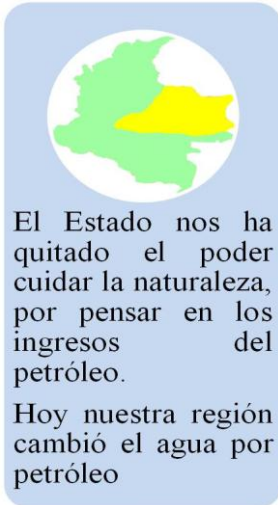 El Estado nos ha
quitado el poder
cuidar la naturaleza,
por pensar en los
ingresos del
petróleo.
Hoy nuestra región
cambió el agua por
petróleo